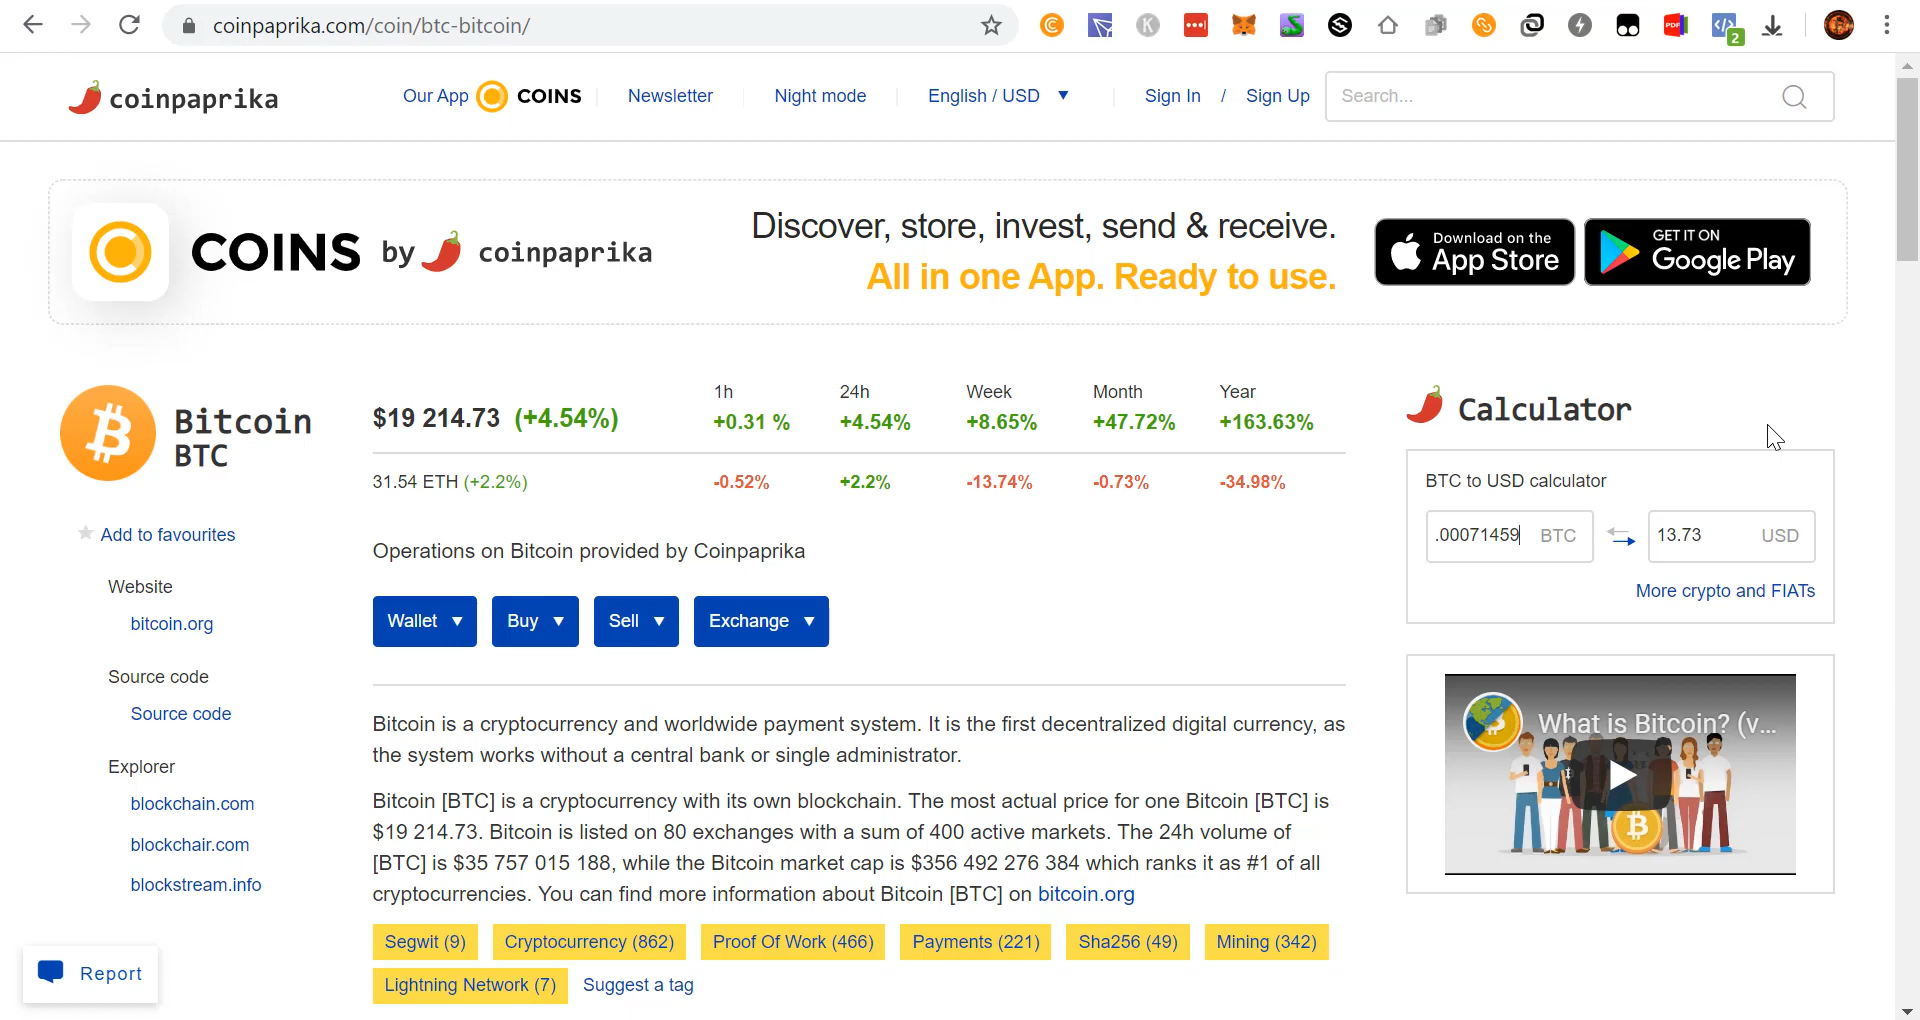 coinpaprika.com/coin/btc-bitcoin/
K
S
PDF
2
coinpaprika
Our App COINS
Newsletter
Night mode
English / USD ▼
Sign In / Sign Up
Search...
COINS by coinpaprika
Discover, store, invest, send & receive.
All in one App. Ready to use.
Download on the
App Store
GET IT ON
Google Play
Bitcoin
BTC
Add to favourites
Website
bitcoin.org
Source code
Source code
Explorer
blockchain.com
blockchair.com
blockstream.info
Report
$19 214.73 (+4.54%)
1h 24h Week Month Year
+0.31 % +4.54% +8.65% +47.72% +163.63%
31.54 ETH (+2.2%) -0.52% +2.2% -13.74% -0.73% -34.98%
Operations on Bitcoin provided by Coinpaprika
Wallet ▼ Buy ▼ Sell ▼ Exchange ▼
Bitcoin is a cryptocurrency and worldwide payment system. It is the first decentralized digital currency, as
the system works without a central bank or single administrator.
Bitcoin [BTC] is a cryptocurrency with its own blockchain. The most actual price for one Bitcoin [BTC] is
$19 214.73. Bitcoin is listed on 80 exchanges with a sum of 400 active markets. The 24h volume of
[BTC] is $35 757 015 188, while the Bitcoin market cap is $356 492 276 384 which ranks it as #1 of all
cryptocurrencies. You can find more information about Bitcoin [BTC] on bitcoin.org
Segwit (9) Cryptocurrency (862) Proof Of Work (466) Payments (221) Sha256 (49) Mining (342)
Lightning Network (7) Suggest a tag
Calculator
BTC to USD calculator
.00071459 BTC 13.73 USD
More crypto and FIATs
What is Bitcoin? (v...